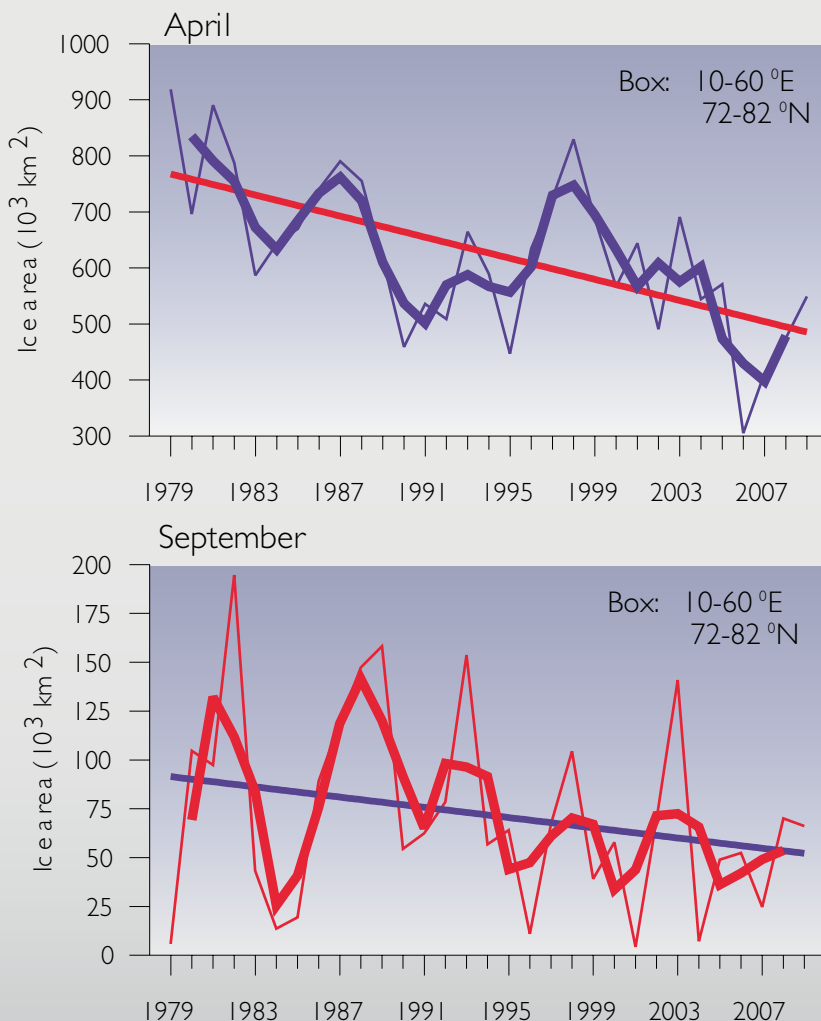 April
1000
900
800
700
600
500
400
300
Ice area (10³ km²)
Box: 10-60 ⁰E
72-82 ⁰N
1979 1983 1987 1991 1995 1999 2003 2007
September
200
175
150
125
100
75
50
25
0
Ice area (10³ km²)
Box: 10-60 ⁰E
72-82 ⁰N
1979 1983 1987 1991 1995 1999 2003 2007